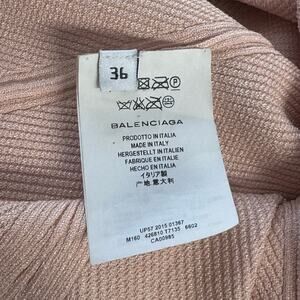 36
P
BALENCIAGA
PRODOTTO IN ITALIA
MADE IN ITALY
HERGESTELLT IN ITALIEN
FABRIQUE EN ITALIE
HECHO EN ITALIA
イタリア製
产地:意大利
UP57 2015 01367
M160 426810 T7135 6802
CA00985